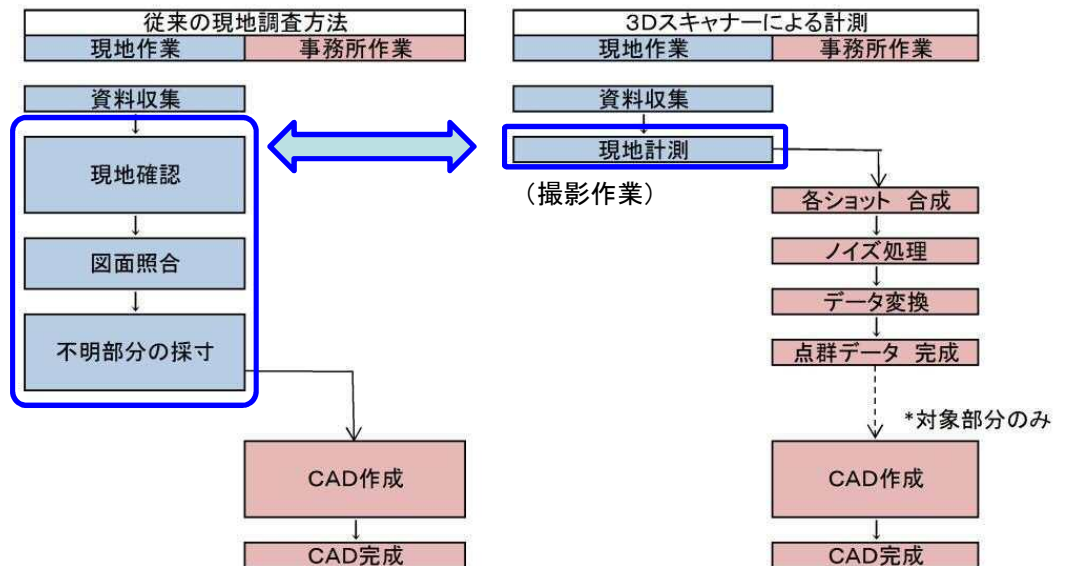 従来の現地調査方法
現地作業 事務所作業
資料収集
↓
現地確認
↓
図面照合
↓
不明部分の採寸
CAD作成
↓
CAD完成
3Dスキャナーによる計測
現地作業 事務所作業
資料収集
↓
現地計測
（撮影作業）
各ショット 合成
↓
ノイズ処理
↓
データ変換
↓
点群データ 完成
*対象部分のみ
CAD作成
↓
CAD完成